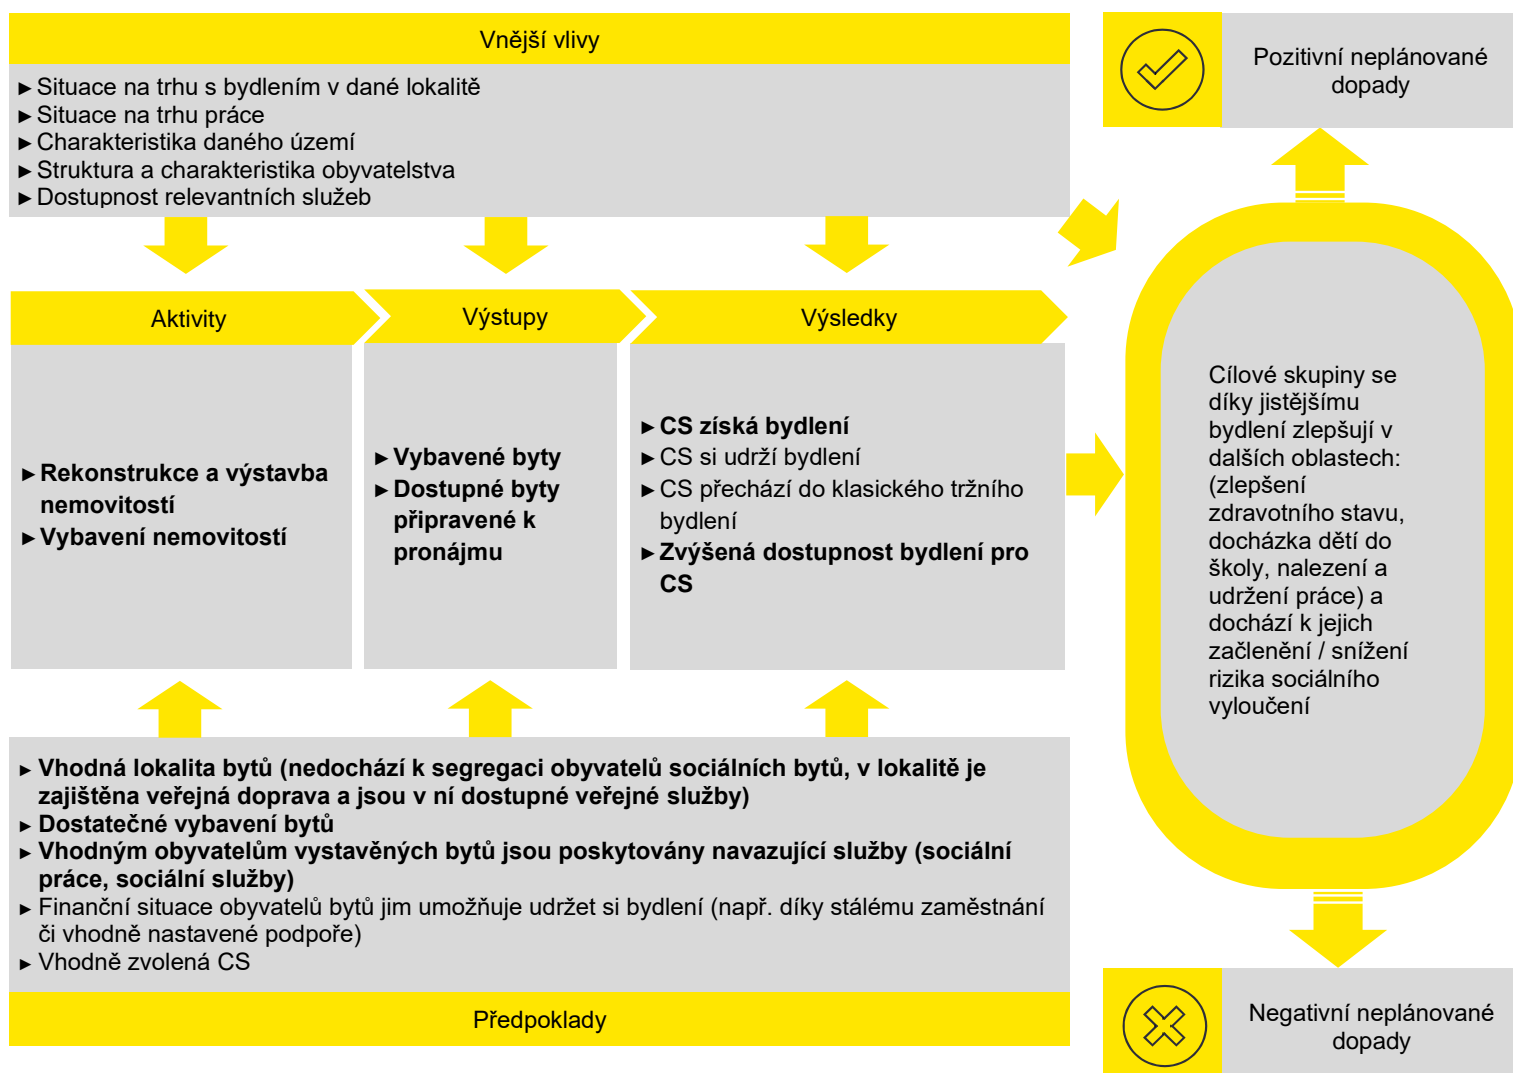 Vnější vlivy
►Situace na trhu s bydlením v dané lokalitě
►Situace na trhu práce
►Charakteristika daného území
►Struktura a charakteristika obyvatelstva
►Dostupnost relevantních služeb
Pozitivní neplánované
dopady
Aktivity
Výstupy
Výsledky
►Rekonstrukce a výstavba
nemovitostí
►Vybavení nemovitostí
►Vybavené byty
►Dostupné byty
připravené k
pronájmu
►CS získá bydlení
►CS si udrží bydlení
►CS přechází do klasického tržního
bydlení
►Zvýšená dostupnost bydlení pro
CS
Cílové skupiny se
díky jistějšímu
bydlení zlepšují v
dalších oblastech:
(zlepšení
zdravotního stavu,
docházka dětí do
školy, nalezení a
udržení práce) a
dochází k jejich
začlenění / snížení
rizika sociálního
vyloučení
► Vhodná lokalita bytů (nedochází k segregaci obyvatelů sociálních bytů, v lokalitě je
zajištěna veřejná doprava a jsou v ní dostupné veřejné služby)
► Dostatečné vybavení bytů
► Vhodným obyvatelům vystavěných bytů jsou poskytovány navazující služby (sociální
práce, sociální služby)
► Finanční situace obyvatelů bytů jim umožňuje udržet si bydlení (např. díky stálému zaměstnání
či vhodně nastavené podpoře)
► Vhodně zvolená CS
Předpoklady
Negativní neplánované
dopady